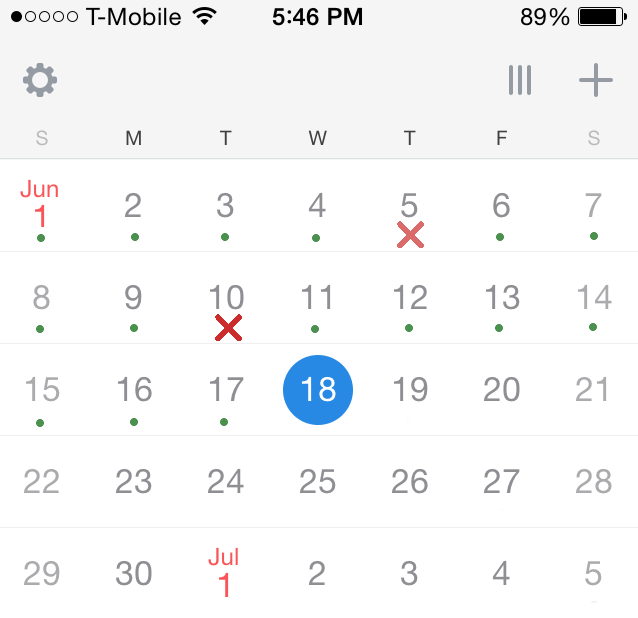 T-Mobile 5:46 PM 89%
S M T W T F S
Jun
1 2 3 4 5 6 7
8 9 10 11 12 13 14
15 16 17 18 19 20 21
22 23 24 25 26 27 28
Jul
29 30 1 2 3 4 5